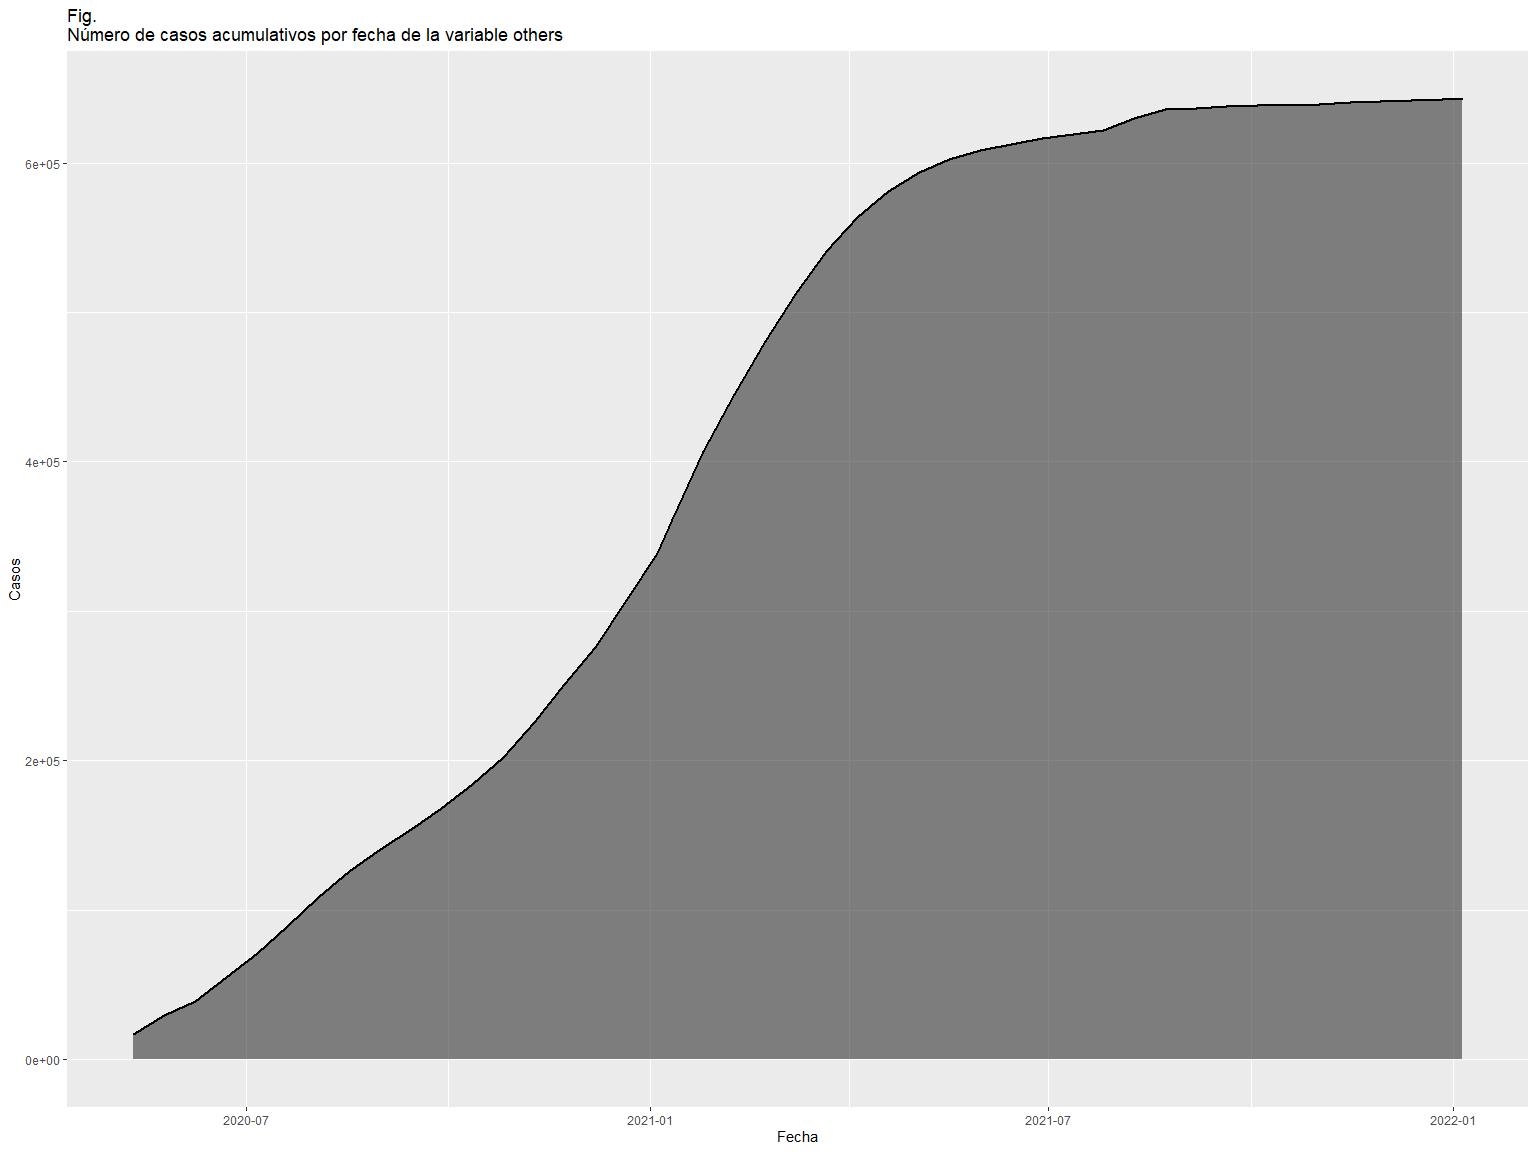 Fig.
Número de casos acumulativos por fecha de la variable others
6e+05
4e+05
2e+05
0e+00
Casos
2020-07
2021-01
2021-07
2022-01
Fecha